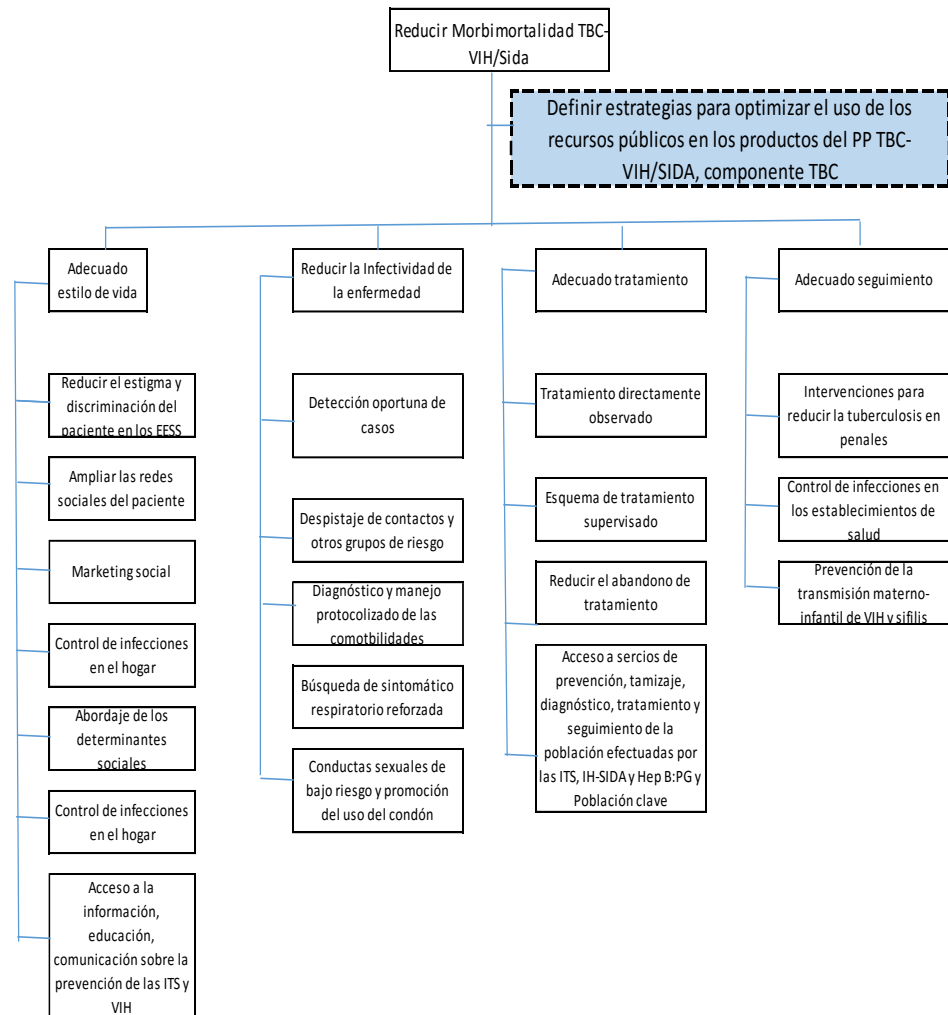 Reducir Morbimortalidad TBC-
VIH/Sida
Definir estrategias para optimizar el uso de los
recursos públicos en los productos del PP TBC-
VIH/SIDA, componente TBC
Adecuado
estilo de vida
Reducir el estigma y
discriminación del
paciente en los EESS
Ampliar las redes
sociales del paciente
Marketing social
Control de infecciones
en el hogar
Abordaje de los
determinantes
sociales
Control de infecciones
en el hogar
Acceso a la
información,
educación,
comunicación sobre la
prevención de las ITS y
VIH
Reducir la Infectividad de
la enfermedad
Detección oportuna de
casos
Despistaje de contactos y
otros grupos de riesgo
Diagnóstico y manejo
protocolizado de las
comotbilidades
Búsqueda de sintomático
respiratorio reforzada
Conductas sexuales de
bajo riesgo y promoción
del uso del condón
Adecuado tratamiento
Tratamiento directamente
observado
Esquema de tratamiento
supervisado
Reducir el abandono de
tratamiento
Acceso a sercios de
prevención, tamizaje,
diagnóstico, tratamiento y
seguimiento de la
población efectuadas por
las ITS, IH-SIDA y Hep B:PG y
Población clave
Adecuado seguimiento
Intervenciones para
reducir la tuberculosis en
penales
Control de infecciones en
los establecimientos de
salud
Prevención de la
transmisión materno-
infantil de VIH y sifilis